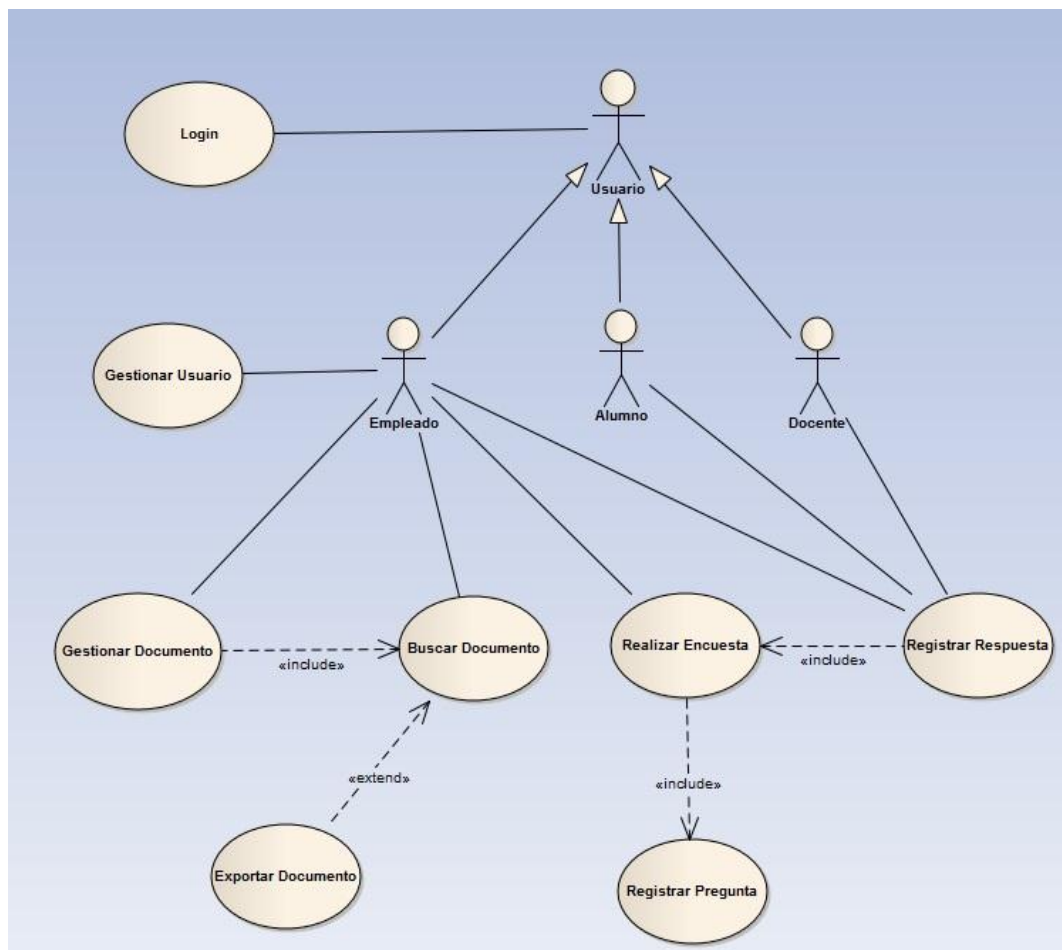 Login
Usuario
Gestionar Usuario
Empleado
Alumno
Docente
Gestionar Documento
«include»
Buscar Documento
Realizar Encuesta
«include»
Registrar Respuesta
«extend»
«include»
Exportar Documento
Registrar Pregunta